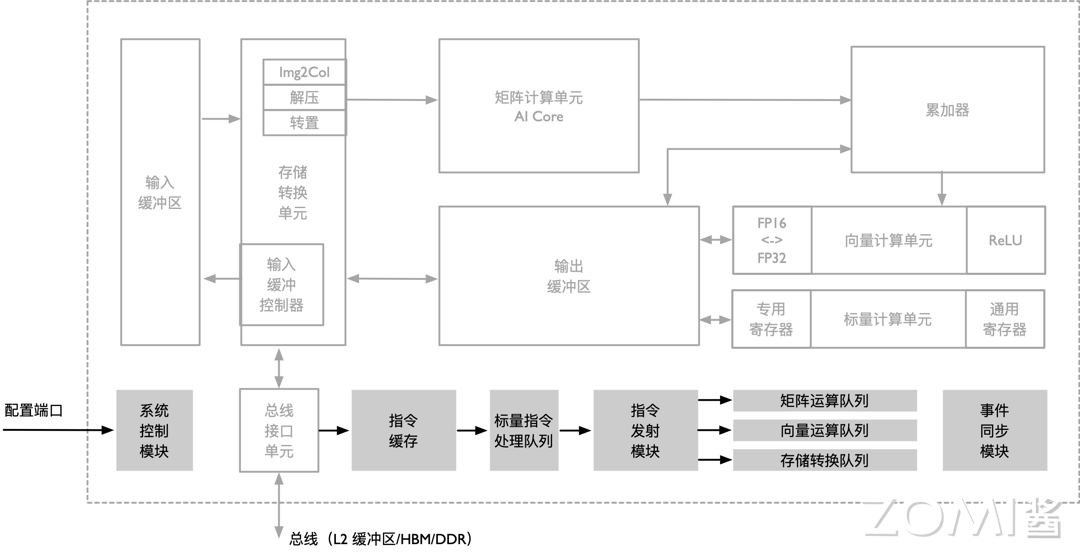 Img2Col
解压
转置
输入
缓冲区
存储
转换
单元
输入
缓冲
控制器
矩阵计算单元
AI Core
累加器
输出
缓冲区
FP16
<->
FP32
向量计算单元
ReLU
专用
寄存器
标量计算单元
通用
寄存器
配置端口
系统
控制
模块
总线
接口
单元
指令
缓存
标量指令
处理队列
指令
发射
模块
矩阵运算队列
向量运算队列
存储转换队列
事件
同步
模块
总线（L2 缓冲区/HBM/DDR）
ZOMI酱